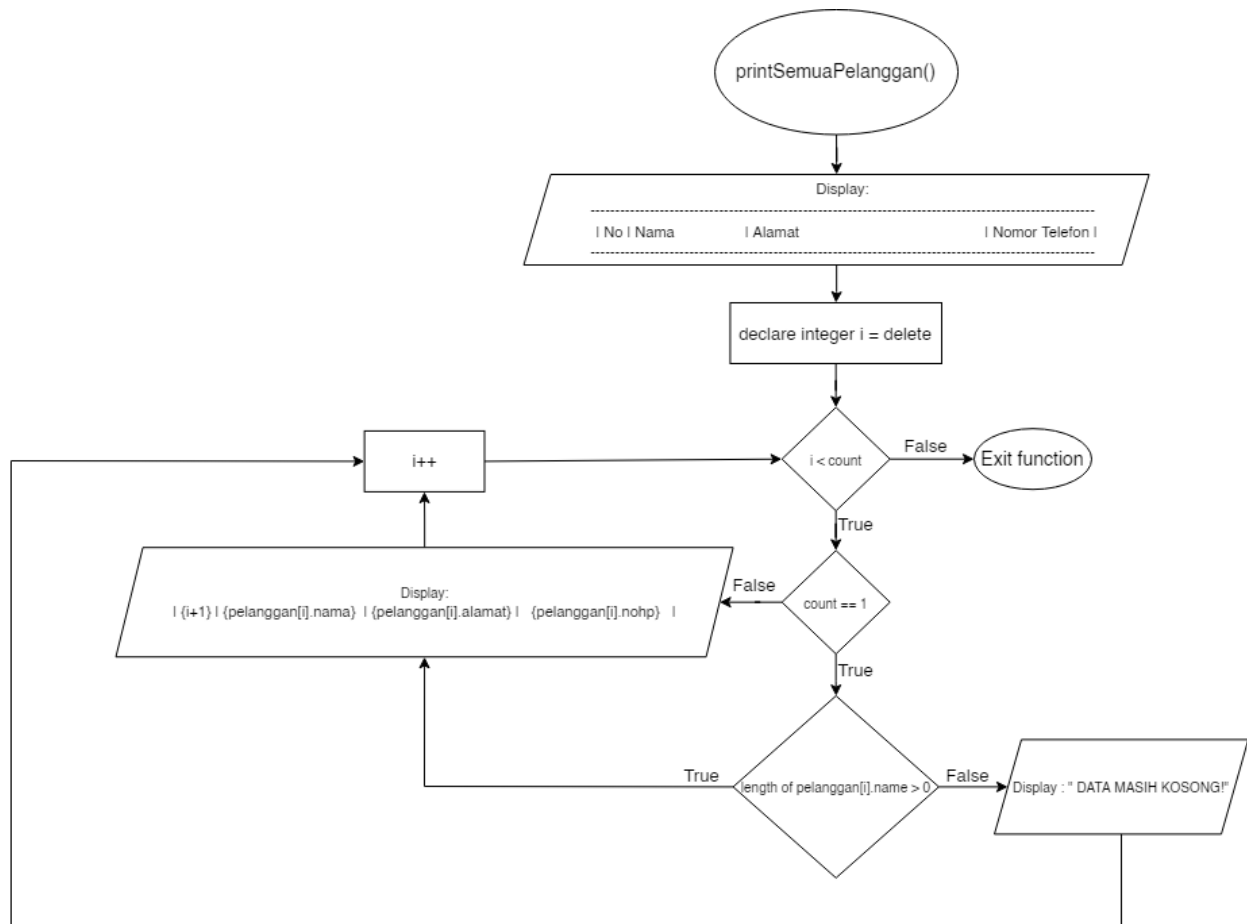 printSemuaPelanggan()
Display:
--------------------------------------------------------------------------------
| No | Nama | Alamat | Nomor Telefon |
--------------------------------------------------------------------------------
declare integer i = delete
i++
i < count
False
Exit function
True
Display:
| {i+1} | {pelanggan[i].nama} | {pelanggan[i].alamat} | {pelanggan[i].nohp} |
False
count == 1
True
True
length of pelanggan[i].name > 0
False
Display : " DATA MASIH KOSONG!"